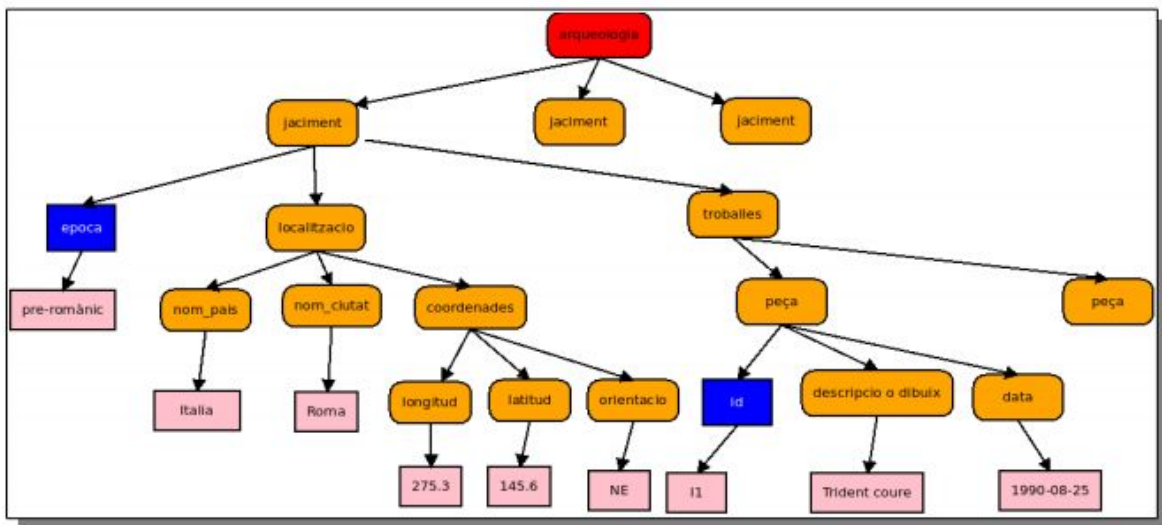 arqueologia
jaciment
jaciment
jaciment
epoca
localitzacio
troballes
pre-romànic
nom_pais
nom_ciutat
coordenades
peça
peça
Italia
Roma
longitud
latitud
orientacio
id
descripcio o dibuix
data
275.3
145.6
NE
I1
Trident coure
1990-08-25